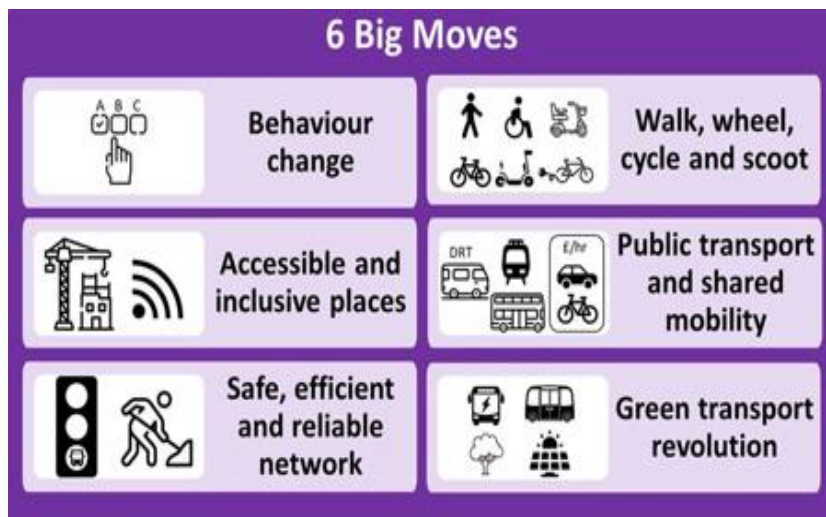 6 Big Moves
A B C
Behaviour
change
Walk, wheel,
cycle and scoot
Accessible and
inclusive places
DRT
£/hr
Public transport
and shared
mobility
Safe, efficient
and reliable
network
Green transport
revolution